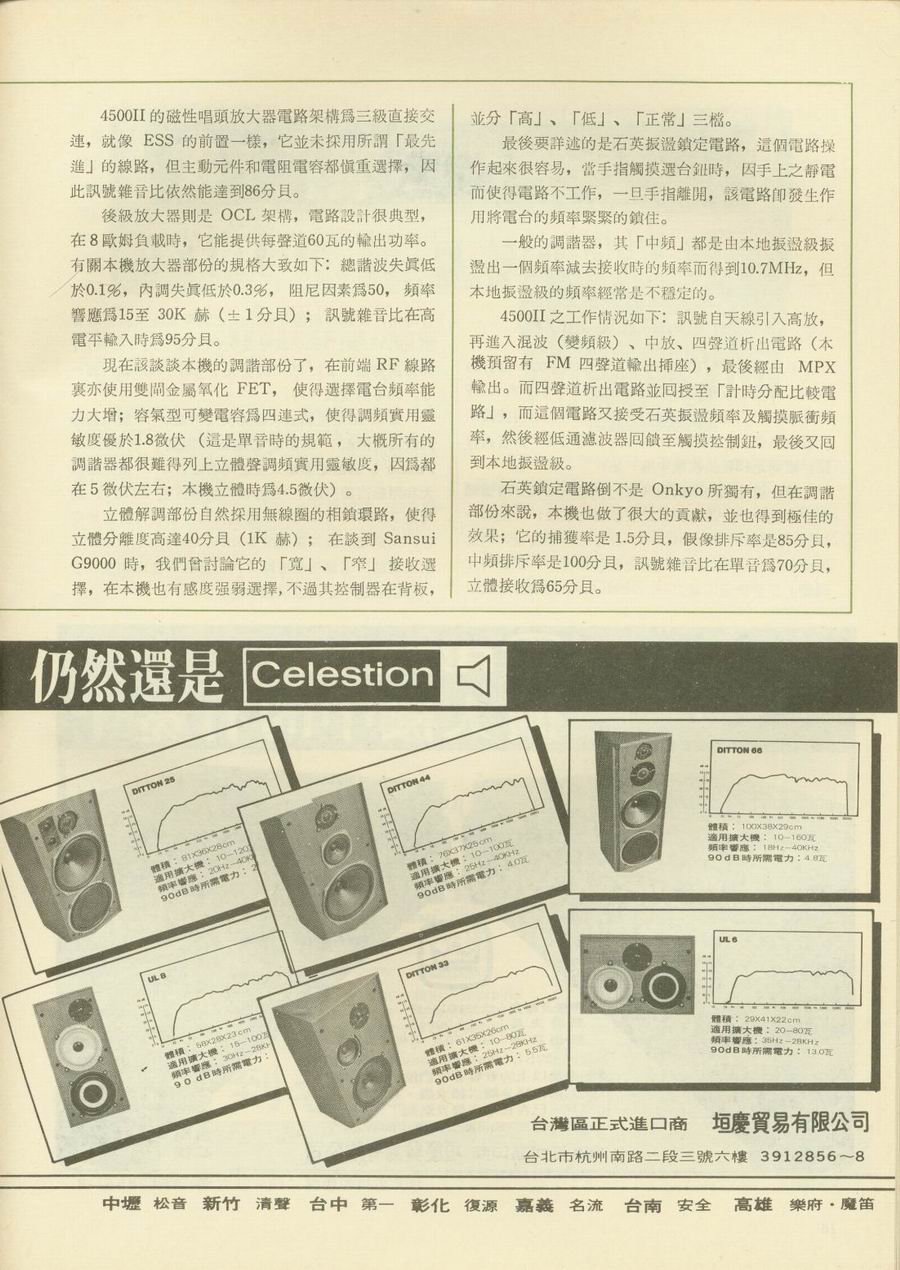 4500II 的磁性唱頭放大器電路架構爲三級直接交
連，就像 ESS 的前置一樣，它並未採用所謂「最先
進」的線路，但主動元件和電阻電容都愼重選擇，因
此訊號雜音比依然能達到86分貝。
後級放大器則是 OCL 架構，電路設計很典型，
在 8 歐姆負載時，它能提供每聲道60瓦的輸出功率。
有關本機放大器部份的規格大致如下：總諧波失眞低
於0.1%，內調失眞低於0.3%，阻尼因素爲50，頻率
響應爲15至 30K 赫（± 1 分貝）；訊號雜音比在高
電平輸入時爲95分貝。
現在該談談本機的調諧部份了，在前端 RF 線路
裏亦使用雙閘金屬氧化 FET，使得選擇電台頻率能
力大增；容氣型可變電容爲四連式，使得調頻實用靈
敏度優於1.8微伏（這是單音時的規範，大概所有的
調諧器都很難得列上立體聲調頻實用靈敏度，因爲都
在 5 微伏左右；本機立體時爲4.5微伏）。
立體解調部份自然採用無線圈的相鎖環路，使得
立體分離度高達40分貝（1K 赫）；在談到 Sansui
G9000 時，我們曾討論它的「寬」、「窄」接收選
擇，在本機也有感度强弱選擇，不過其控制器在背板，
並分「高」、「低」、「正常」三檔。
最後要詳述的是石英振盪鎖定電路，這個電路操
作起來很容易，當手指觸摸選台鈕時，因手上之靜電
而使得電路不工作，一旦手指離開，該電路卽發生作
用將電台的頻率緊緊的鎖住。
一般的調諧器，其「中頻」都是由本地振盪級振
盪出一個頻率減去接收時的頻率而得到10.7MHz，但
本地振盪級的頻率經常是不穩定的。
4500II 之工作情況如下：訊號自天線引入高放，
再進入混波（變頻級）、中放、四聲道析出電路（本
機預留有 FM 四聲道輸出揷座），最後經由 MPX
輸出。而四聲道析出電路並囘授至「計時分配比較電
路」，而這個電路又接受石英振盪頻率及觸摸脈衝頻
率，然後經低通濾波器囘饋至觸摸控制鈕，最後又囘
到本地振盪級。
石英鎖定電路倒不是 Onkyo 所獨有，但在調諧
部份來說，本機也做了很大的貢獻，並也得到極佳的
效果；它的捕獲率是 1.5分貝，假像排斥率是85分貝，
中頻排斥率是100分貝，訊號雜音比在單音爲70分貝，
立體接收爲65分貝。
仍然還是 Celestion
DITTON 25
體積：81X36X28cm
適用擴大機：10－120
頻率響應：20Hz－40K
90dB時所需電力：
DITTON 44
體積：76X37X25cm
適用擴大機：10－100瓦
頻率響應：25Hz－40KHz
90dB時所需電力：4.0瓦
DITTON 66
體積：100X38X29cm
適用擴大機：10－160瓦
頻率響應：18Hz－40KHz
90dB時所需電力：4.8瓦
UL 8
體積：58X28X23cm
適用擴大機：15－100瓦
頻率響應：30Hz－28KH
90dB時所需電力：
DITTON 33
體積：61X35X26cm
適用擴大機：10－80瓦
頻率響應：25Hz－28KHz
90dB時所需電力：5.5瓦
UL 6
體積：29X41X22cm
適用擴大機：20－80瓦
頻率響應：35Hz－28KHz
90dB時所需電力：13.0瓦
台灣區正式進口商 垣慶貿易有限公司
台北市杭州南路二段三號六樓 3912856～8
中壢 松音 新竹 清聲 台中 第一 彰化 復源 嘉義 名流 台南 安全 高雄 樂府・魔笛